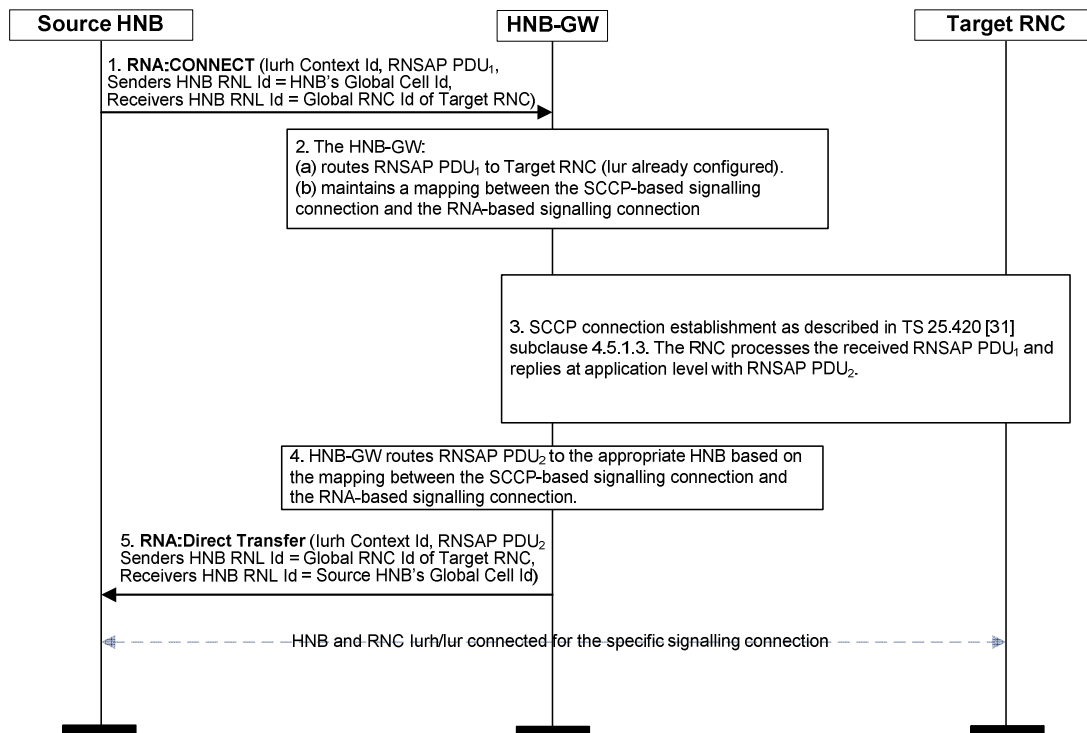 Source HNB
HNB-GW
Target RNC
1. RNA:CONNECT (Iurh Context Id, RNSAP PDU₁,
Senders HNB RNL Id = HNB's Global Cell Id,
Receivers HNB RNL Id = Global RNC Id of Target RNC)
2. The HNB-GW:
(a) routes RNSAP PDU₁ to Target RNC (Iur already configured).
(b) maintains a mapping between the SCCP-based signalling
connection and the RNA-based signalling connection
3. SCCP connection establishment as described in TS 25.420 [31]
subclause 4.5.1.3. The RNC processes the received RNSAP PDU₁ and
replies at application level with RNSAP PDU₂.
4. HNB-GW routes RNSAP PDU₂ to the appropriate HNB based on
the mapping between the SCCP-based signalling connection and
the RNA-based signalling connection.
5. RNA:Direct Transfer (Iurh Context Id, RNSAP PDU₂
Senders HNB RNL Id = Global RNC Id of Target RNC,
Receivers HNB RNL Id = Source HNB's Global Cell Id)
HNB and RNC Iurh/Iur connected for the specific signalling connection